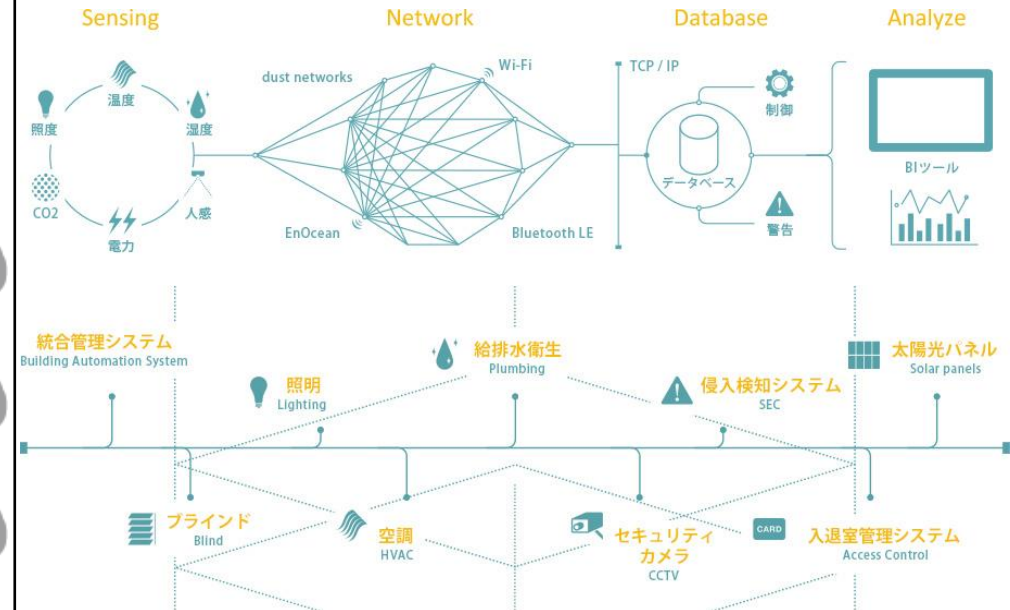 Sensing
Network
Database
Analyze
温度
照度
湿度
CO2
人感
電力
dust networks
Wi-Fi
EnOcean
Bluetooth LE
TCP / IP
制御
データベース
警告
BIツール
統合管理システム
Building Automation System
照明
Lighting
給排水衛生
Plumbing
侵入検知システム
SEC
太陽光パネル
Solar panels
ブラインド
Blind
空調
HVAC
セキュリティ
カメラ
CCTV
CARD
入退室管理システム
Access Control